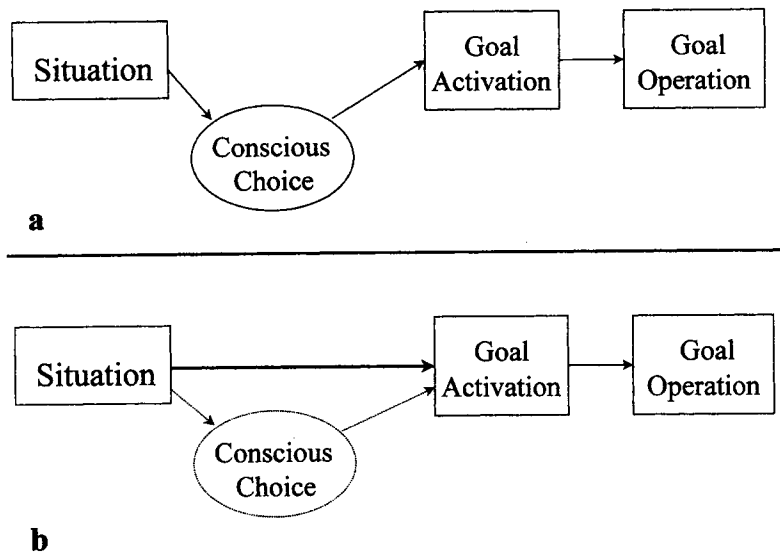 Situation
Conscious
Choice
Goal
Activation
Goal
Operation
a
Situation
Conscious
Choice
Goal
Activation
Goal
Operation
b